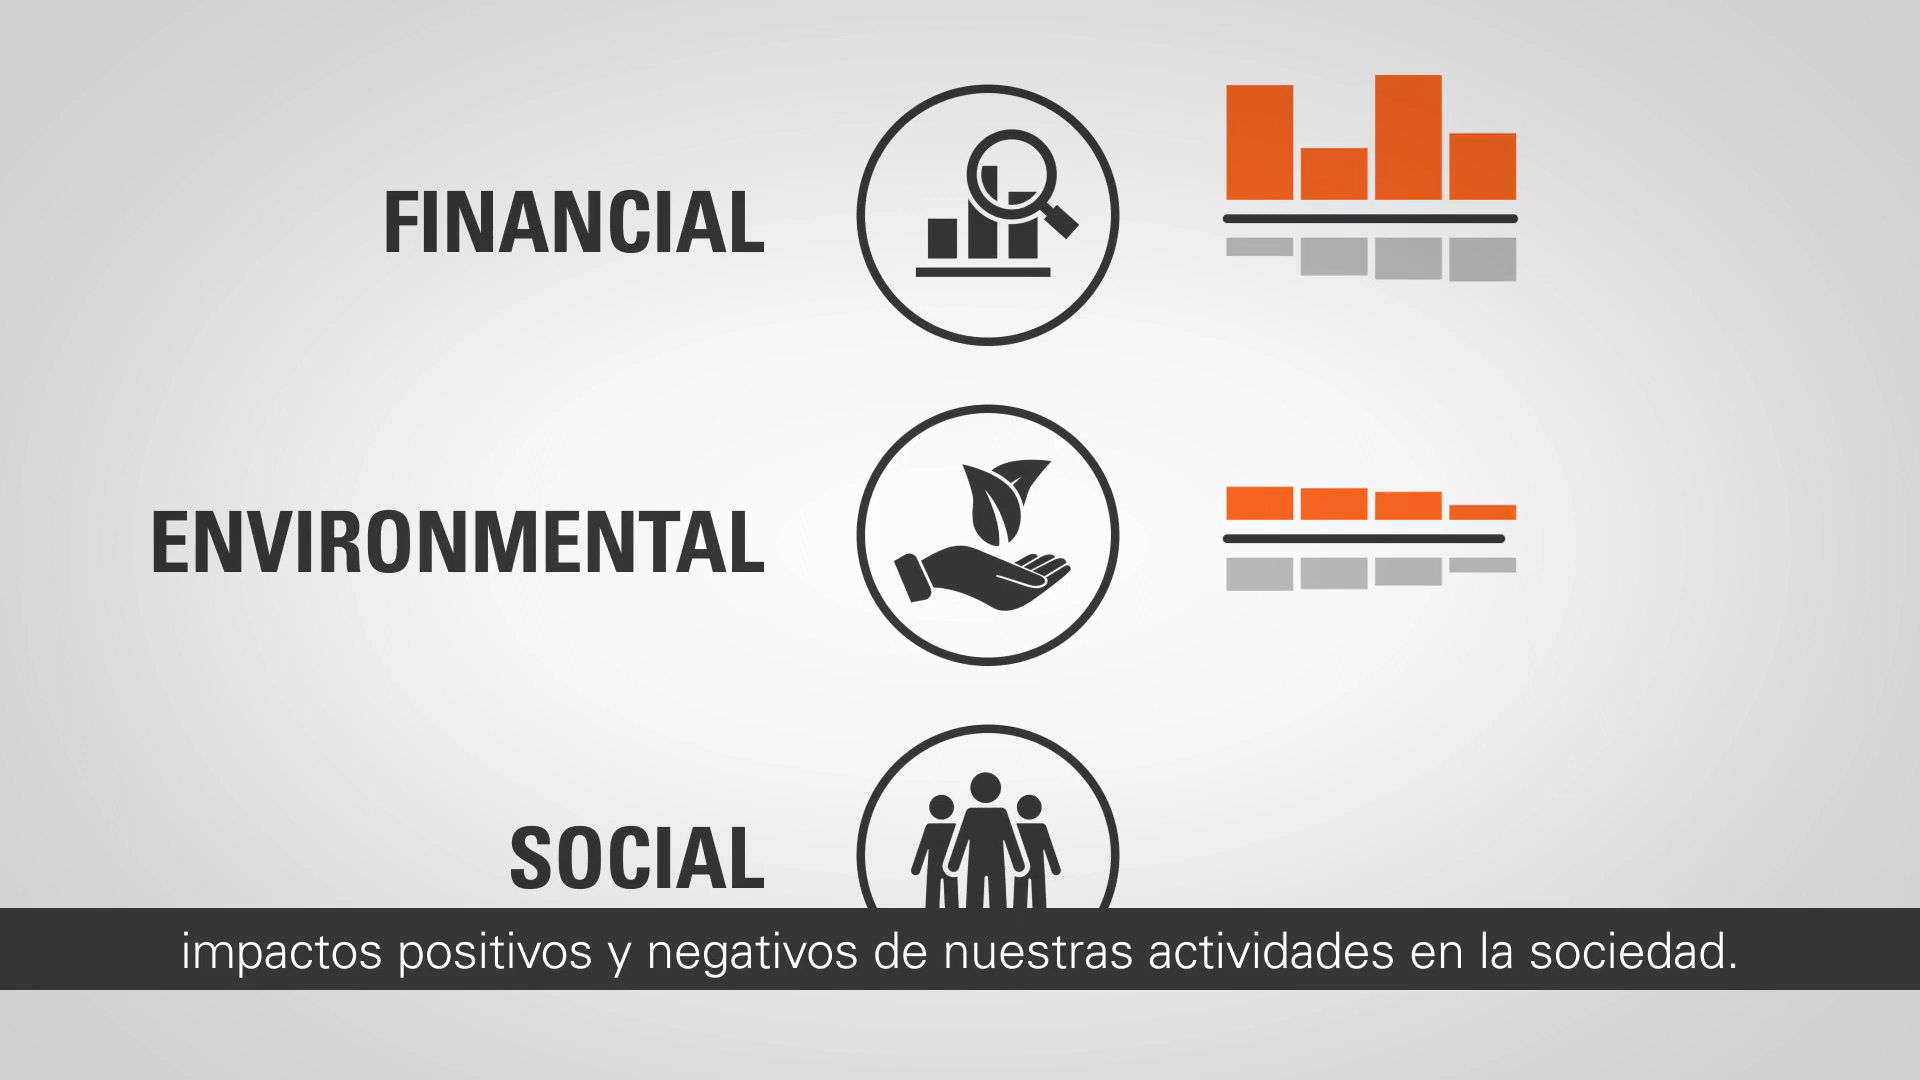 FINANCIAL
ENVIRONMENTAL
SOCIAL
impactos positivos y negativos de nuestras actividades en la sociedad.